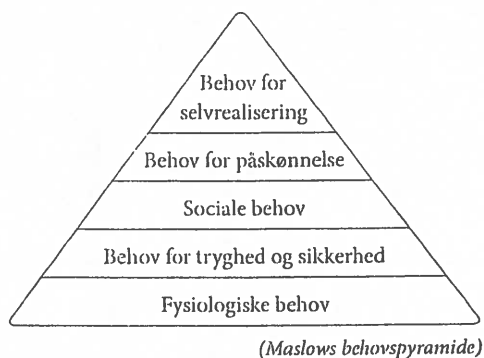 Behov for
selvrealisering
Behov for påskønnelse
Sociale behov
Behov for tryghed og sikkerhed
Fysiologiske behov
(Maslows behovspyramide)